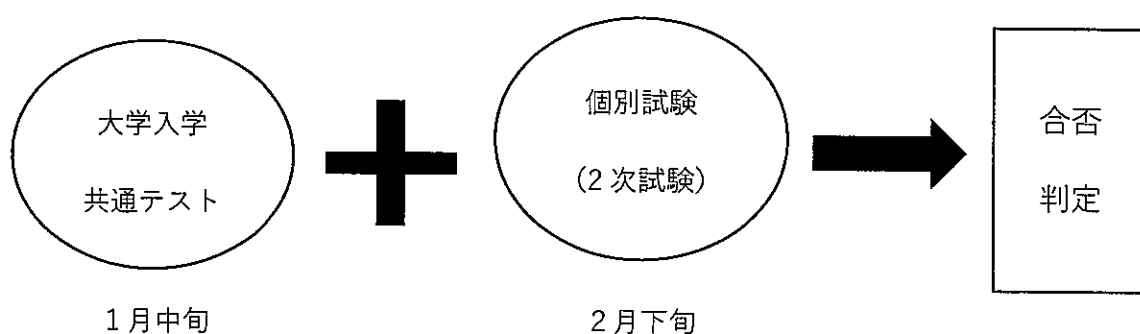 大学入学
共通テスト
1月中旬
個別試験
(2次試験)
2月下旬
合否
判定